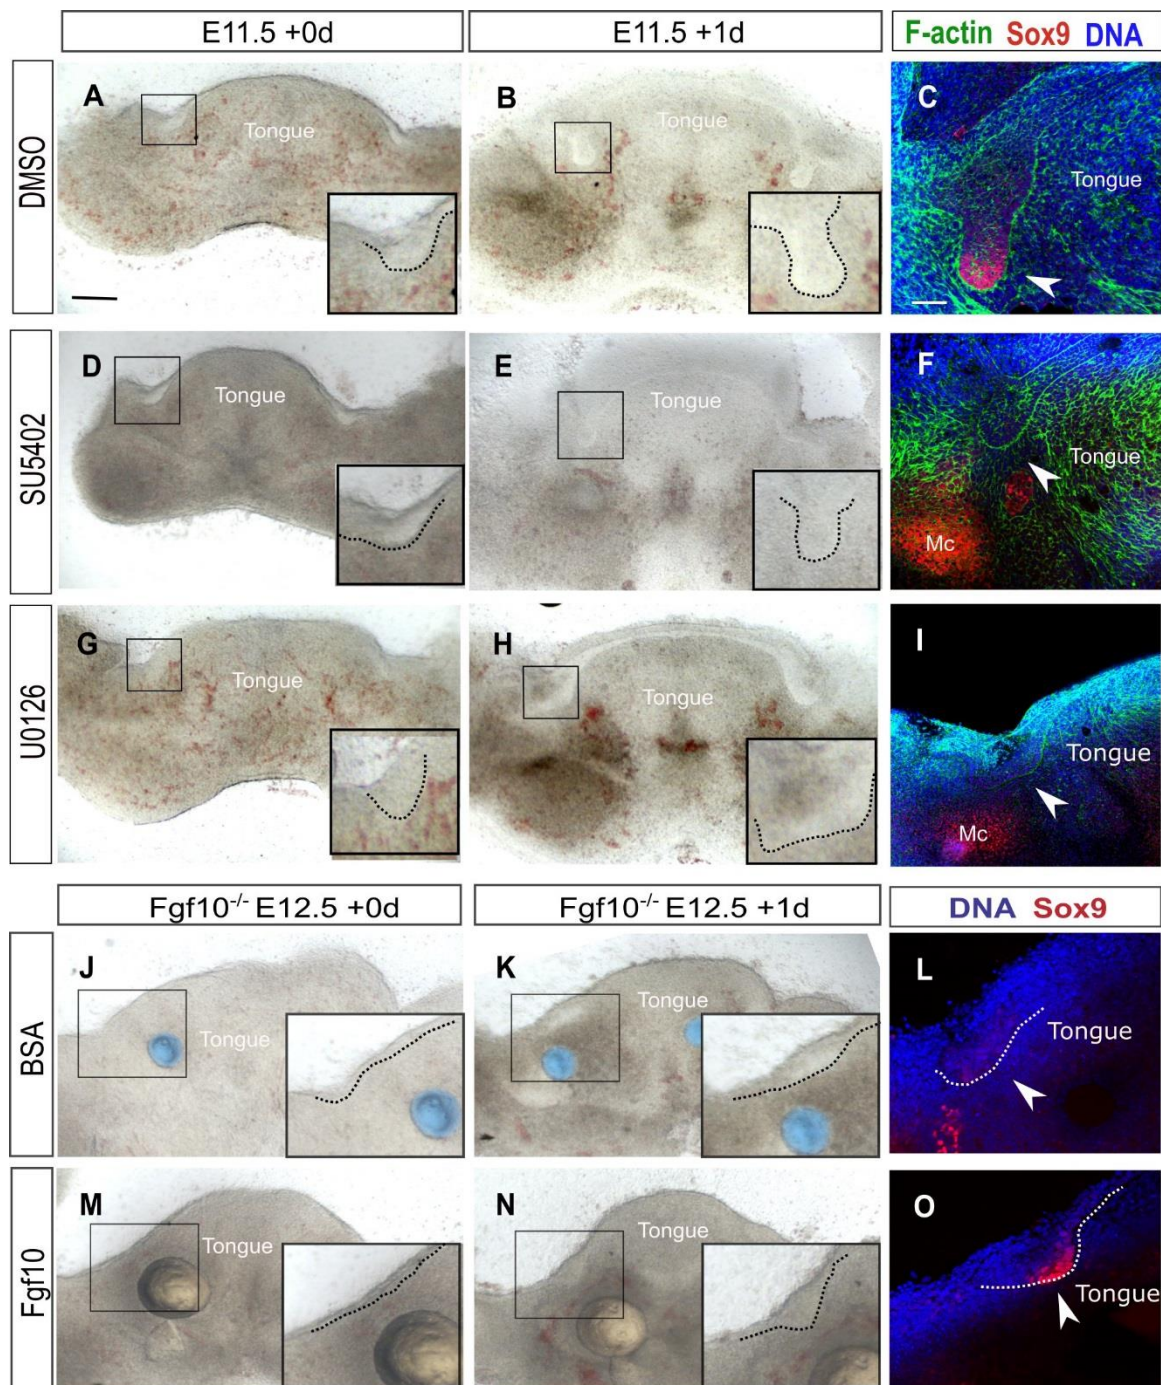 E11.5 +0d
E11.5 +1d
F-actin Sox9 DNA
DMSO
A
Tongue
B
Tongue
C
Tongue
SU5402
D
Tongue
E
Tongue
F
Tongue
Mc
U0126
G
Tongue
H
Tongue
I
Tongue
Mc
Fgf10-/- E12.5 +0d
Fgf10-/- E12.5 +1d
DNA Sox9
BSA
J
Tongue
K
Tongue
L
Tongue
Fgf10
M
Tongue
N
Tongue
O
Tongue